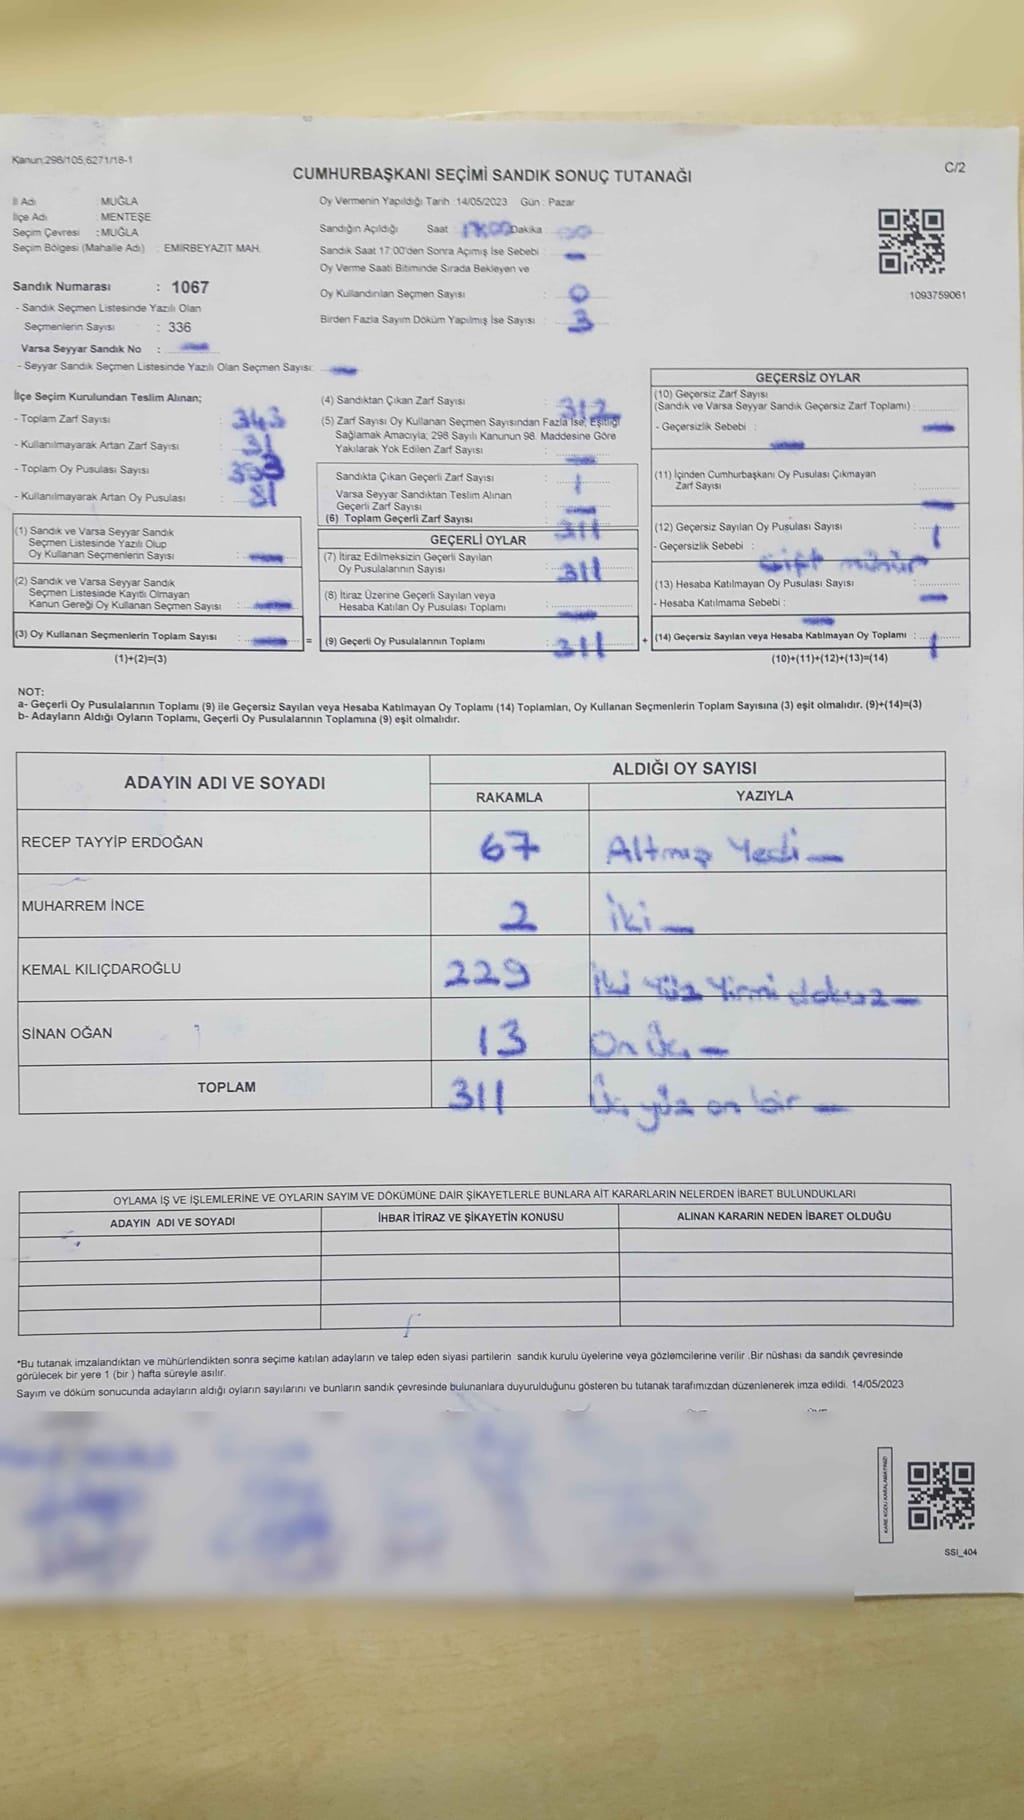 Kanun;298/105,6271/18-1
C/2
CUMHURBAŞKANI SEÇİMİ SANDIK SONUÇ TUTANAĞI
İl Adı : MUĞLA
İlçe Adı : MENTEŞE
Seçim Çevresi : MUĞLA
Seçim Bölgesi (Mahalle Adı) : EMİRBEYAZIT MAH.
Sandık Numarası : 1067
- Sandık Seçmen Listesinde Yazılı Olan
Seçmenlerin Sayısı : 336
Varsa Seyyar Sandık No :
- Seyyar Sandık Seçmen Listesinde Yazılı Olan Seçmen Sayısı:
Oy Vermenin Yapıldığı Tarih :14/05/2023 Gün : Pazar
Sandığın Açıldığı Saat : Dakika :
Sandık Saat 17:00'den Sonra Açımış İse Sebebi :
Oy Verme Saati Bitiminde Sırada Bekleyen ve
Oy Kullandırılan Seçmen Sayısı : 0
Birden Fazla Sayım Döküm Yapılmış İse Sayısı : 3
1093759061
İlçe Seçim Kurulundan Teslim Alınan;
- Toplam Zarf Sayısı : 343
- Kullanılmayarak Artan Zarf Sayısı : 31
- Toplam Oy Pusulası Sayısı :
- Kullanılmayarak Artan Oy Pusulası : 31
(1) Sandık ve Varsa Seyyar Sandık
Seçmen Listesinde Yazılı Olup
Oy Kullanan Seçmenlerin Sayısı :
(2) Sandık ve Varsa Seyyar Sandık
Seçmen Listesinde Kayıtlı Olmayan
Kanun Gereği Oy Kullanan Seçmen Sayısı :
(3) Oy Kullanan Seçmenlerin Toplam Sayısı : =
(1)+(2)=(3)
(4) Sandıktan Çıkan Zarf Sayısı : 312
(5) Zarf Sayısı Oy Kullanan Seçmen Sayısından Fazla İse, Eşitliği
Sağlamak Amacıyla; 298 Sayılı Kanunun 98. Maddesine Göre
Yakılarak Yok Edilen Zarf Sayısı
Sandıkta Çıkan Geçerli Zarf Sayısı :
Varsa Seyyar Sandıktan Teslim Alınan
Geçerli Zarf Sayısı :
(6) Toplam Geçerli Zarf Sayısı 311
GEÇERLİ OYLAR
(7) İtiraz Edilmeksizin Geçerli Sayılan
Oy Pusulalarının Sayısı : 311
(8) İtiraz Üzerine Geçerli Sayılan veya
Hesaba Katılan Oy Pusulası Toplamı :
(9) Geçerli Oy Pusulalarının Toplamı : 311 +
GEÇERSİZ OYLAR
(10) Geçersiz Zarf Sayısı
(Sandık ve Varsa Seyyar Sandık Geçersiz Zarf Toplamı) :
- Geçersizlik Sebebi :
(11) İçinden Cumhurbaşkanı Oy Pusulası Çıkmayan
Zarf Sayısı :
(12) Geçersiz Sayılan Oy Pusulası Sayısı : 1
- Geçersizlik Sebebi : Çift mühür
(13) Hesaba Katılmayan Oy Pusulası Sayısı :
- Hesaba Katılmama Sebebi :
(14) Geçersiz Sayılan veya Hesaba Katılmayan Oy Toplamı : 1
(10)+(11)+(12)+(13)=(14)
NOT:
a- Geçerli Oy Pusulalarının Toplamı (9) ile Geçersiz Sayılan veya Hesaba Katılmayan Oy Toplamı (14) Toplamları, Oy Kullanan Seçmenlerin Toplam Sayısına (3) eşit olmalıdır. (9)+(14)=(3)
b- Adayların Aldığı Oyların Toplamı, Geçerli Oy Pusulalarının Toplamına (9) eşit olmalıdır.
ADAYIN ADI VE SOYADI ALDIĞI OY SAYISI
RAKAMLA YAZIYLA
RECEP TAYYİP ERDOĞAN 67 Altmış Yedi
MUHARREM İNCE 2 İki
KEMAL KILIÇDAROĞLU 229 İki Yüz Yirmi dokuz
SİNAN OĞAN 13 On Üç
TOPLAM 311 Üç yüz on bir
OYLAMA İŞ VE İŞLEMLERİNE VE OYLARIN SAYIM VE DÖKÜMÜNE DAİR ŞİKAYETLERLE BUNLARA AİT KARARLARIN NELERDEN İBARET BULUNDUKLARI
ADAYIN ADI VE SOYADI İHBAR İTİRAZ VE ŞİKAYETİN KONUSU ALINAN KARARIN NEDEN İBARET OLDUĞU
*Bu tutanak imzalandıktan ve mühürlendikten sonra seçime katılan adayların ve talep eden siyasi partilerin sandık kurulu üyelerine veya gözlemcilerine verilir .Bir nüshası da sandık çevresinde
görülecek bir yere 1 (bir ) hafta süreyle asılır.
Sayım ve döküm sonucunda adayların aldığı oyların sayılarını ve bunların sandık çevresinde bulunanlara duyurulduğunu gösteren bu tutanak tarafımızdan düzenlenerek imza edildi. 14/05/2023
KARE KODU KARALAMAYINIZ!
SSI_404